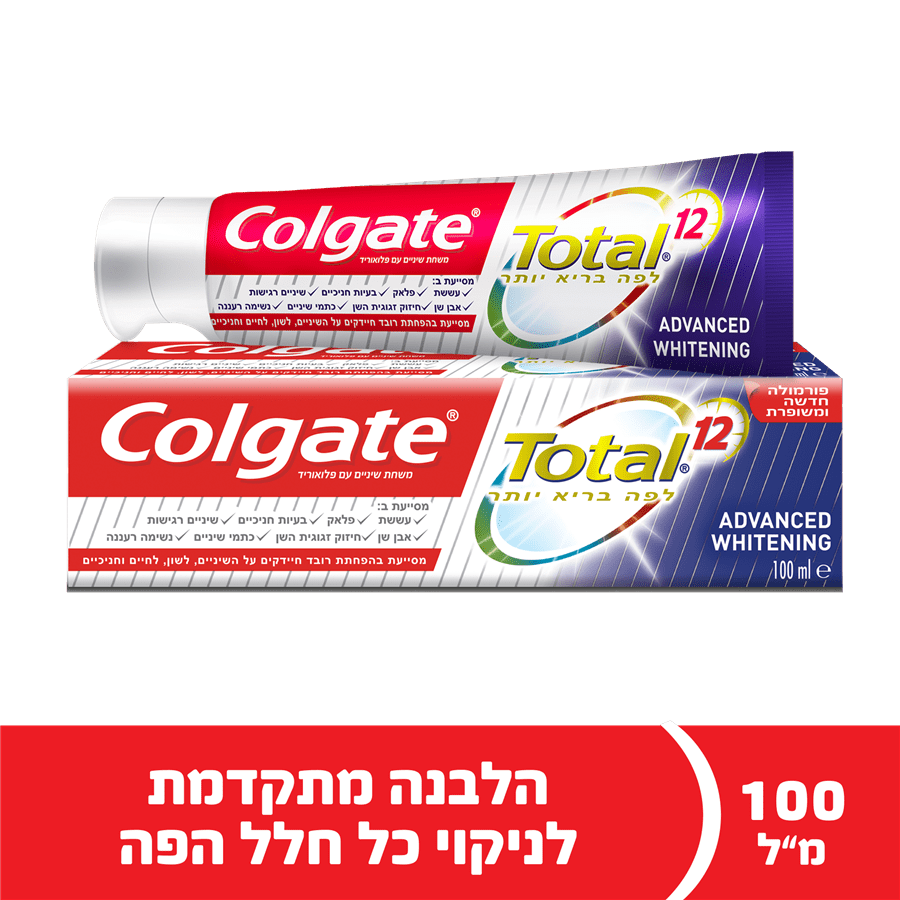 Colgate®
משחת שיניים עם פלואוריד
Total®12
לפה בריא יותר
מסייעת ב:
✓ עששת ✓ פלאק ✓ בעיות חניכיים ✓ שיניים רגישות
✓ אבן שן ✓ חיזוק זגוגית השן ✓ כתמי שיניים ✓ נשימה רעננה
מסייעת בהפחתת רובד חיידקים על השיניים, לשון, לחיים וחניכיים
ADVANCED
WHITENING
פורמולה
חדשה
ומשופרת
Colgate®
משחת שיניים עם פלואוריד
Total®12
לפה בריא יותר
מסייעת ב:
✓ עששת ✓ פלאק ✓ בעיות חניכיים ✓ שיניים רגישות
✓ אבן שן ✓ חיזוק זגוגית השן ✓ כתמי שיניים ✓ נשימה רעננה
מסייעת בהפחתת רובד חיידקים על השיניים, לשון, לחיים וחניכיים
ADVANCED
WHITENING
100 ml e
100
מ"ל
הלבנה מתקדמת
לניקוי כל חלל הפה